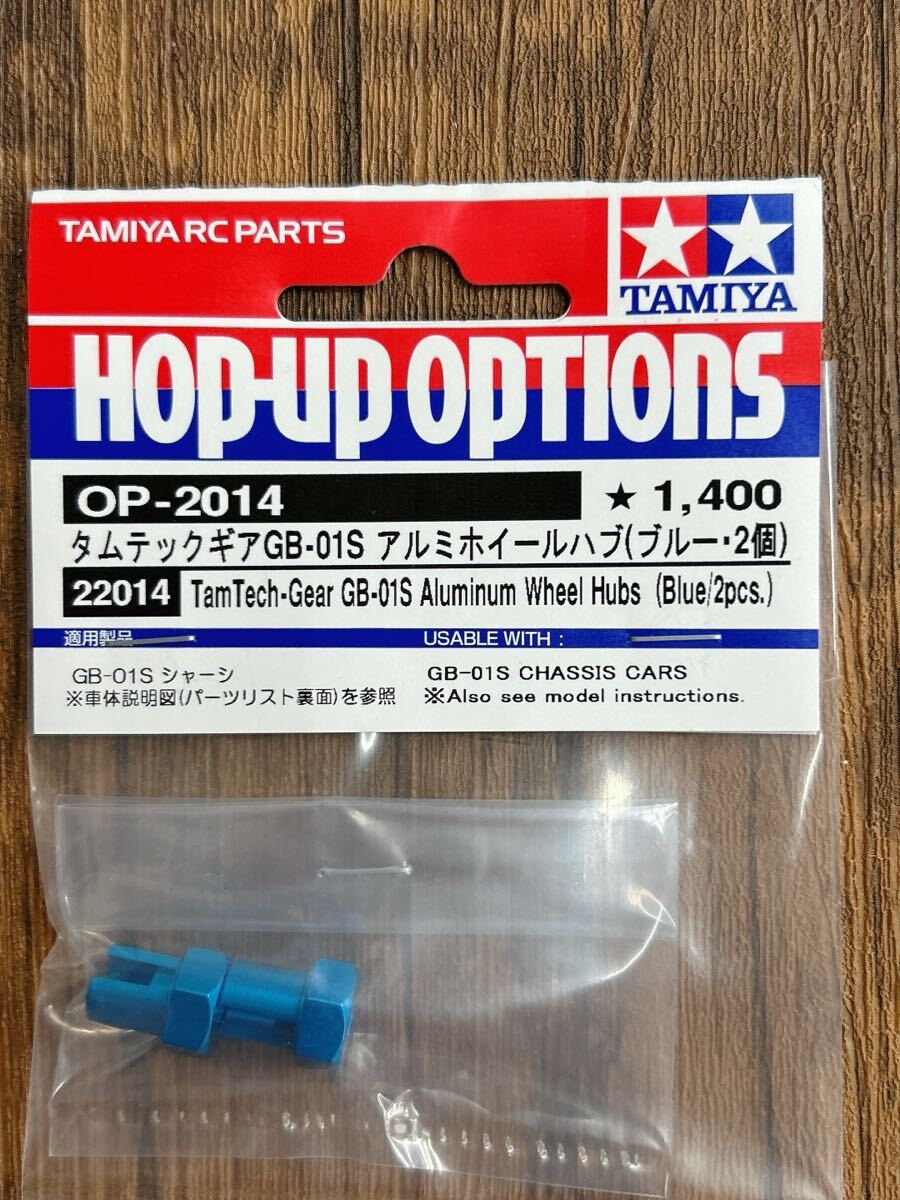 TAMIYA RC PARTS
TAMIYA
HOP-UP OPTIONS
OP-2014 ★ 1,400
タムテックギアGB-01S アルミホイールハブ(ブルー・2個)
22014 TamTech-Gear GB-01S Aluminum Wheel Hubs (Blue/2pcs.)
適用製品 USABLE WITH :
GB-01S シャーシ GB-01S CHASSIS CARS
※車体説明図(パーツリスト裏面)を参照 ※Also see model instructions.